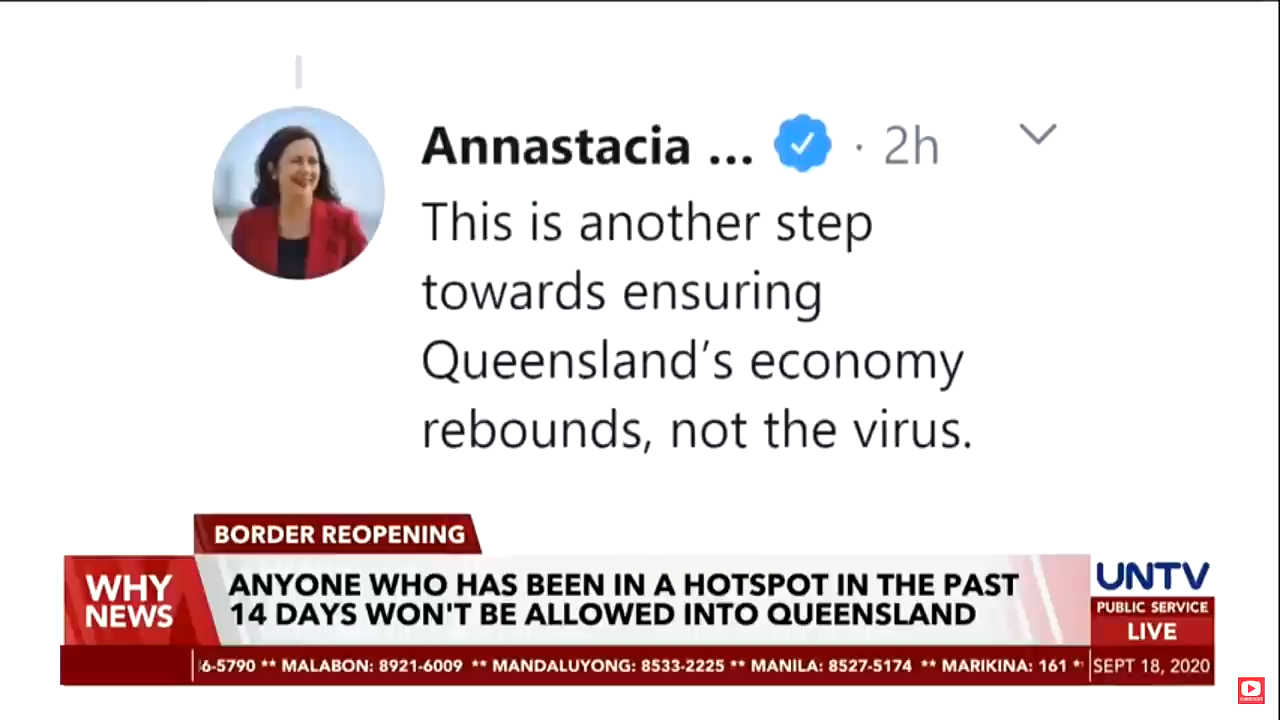 Annastacia ... · 2h
This is another step
towards ensuring
Queensland’s economy
rebounds, not the virus.
BORDER REOPENING
WHY
NEWS
ANYONE WHO HAS BEEN IN A HOTSPOT IN THE PAST
14 DAYS WON'T BE ALLOWED INTO QUEENSLAND
UNTV
PUBLIC SERVICE
LIVE
6-5790 ** MALABON: 8921-6009 ** MANDALUYONG: 8533-2225 ** MANILA: 8527-5174 ** MARIKINA: 161 *
SEPT 18, 2020
SUBSCRIBE